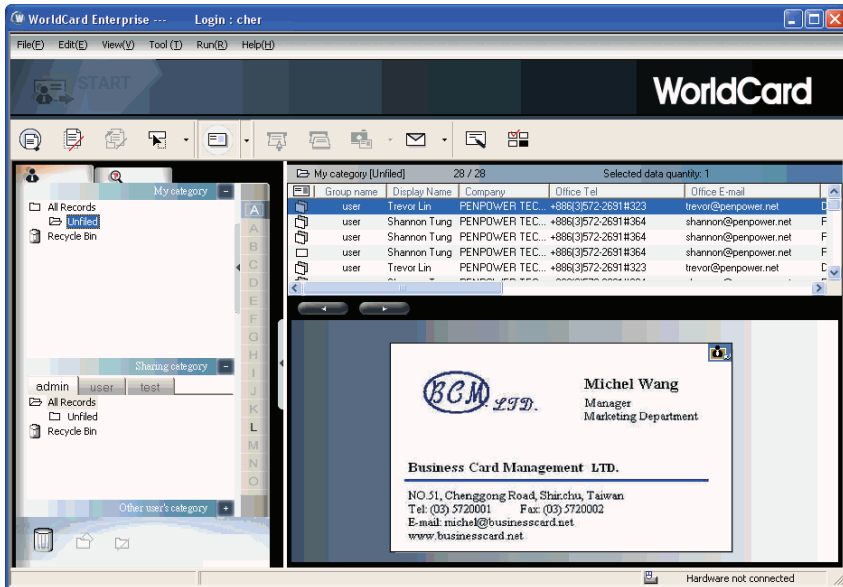 WorldCard Enterprise --- Login : cher
File(F) Edit(E) View(V) Tool (T) Run(R) Help(H)
START
WorldCard
My category [Unfiled] 28 / 28 Selected data quantity: 1
Group name Display Name Company Office Tel Office E-mail
user Trevor Lin PENPOWER TEC... +886(3)572-2691#323 trevor@penpower.net D
user Shannon Tung PENPOWER TEC... +886(3)572-2691#364 shannon@penpower.net F
user Shannon Tung PENPOWER TEC... +886(3)572-2691#364 shannon@penpower.net F
user Shannon Tung PENPOWER TEC... +886(3)572-2691#364 shannon@penpower.net F
user Trevor Lin PENPOWER TEC... +886(3)572-2691#323 trevor@penpower.net D
My category
All Records
Unfiled
Recycle Bin
A
A
B
C
D
E
F
G
H
I
J
K
L
M
N
O
Sharing category
admin user test
All Records
Unfiled
Recycle Bin
Other user's category
BCM LTD.
Michel Wang
Manager
Marketing Department
Business Card Management LTD.
NO.51, Chenggong Road, Shinchu, Taiwan
Tel: (03) 5720001 Fax: (03) 5720002
E-mail: michel@businesscard.net
www.businesscard.net
Hardware not connected